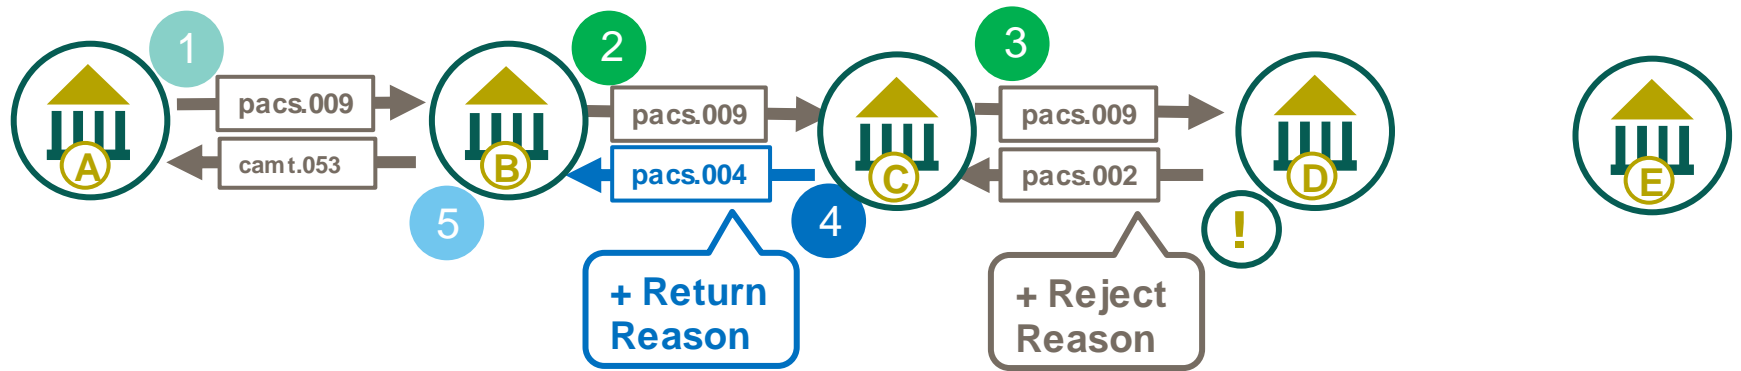 1
2
3
pacs.009
pacs.009
pacs.009
camt.053
pacs.004
pacs.002
A
B
C
D
E
5
4
!
+ Return
Reason
+ Reject
Reason